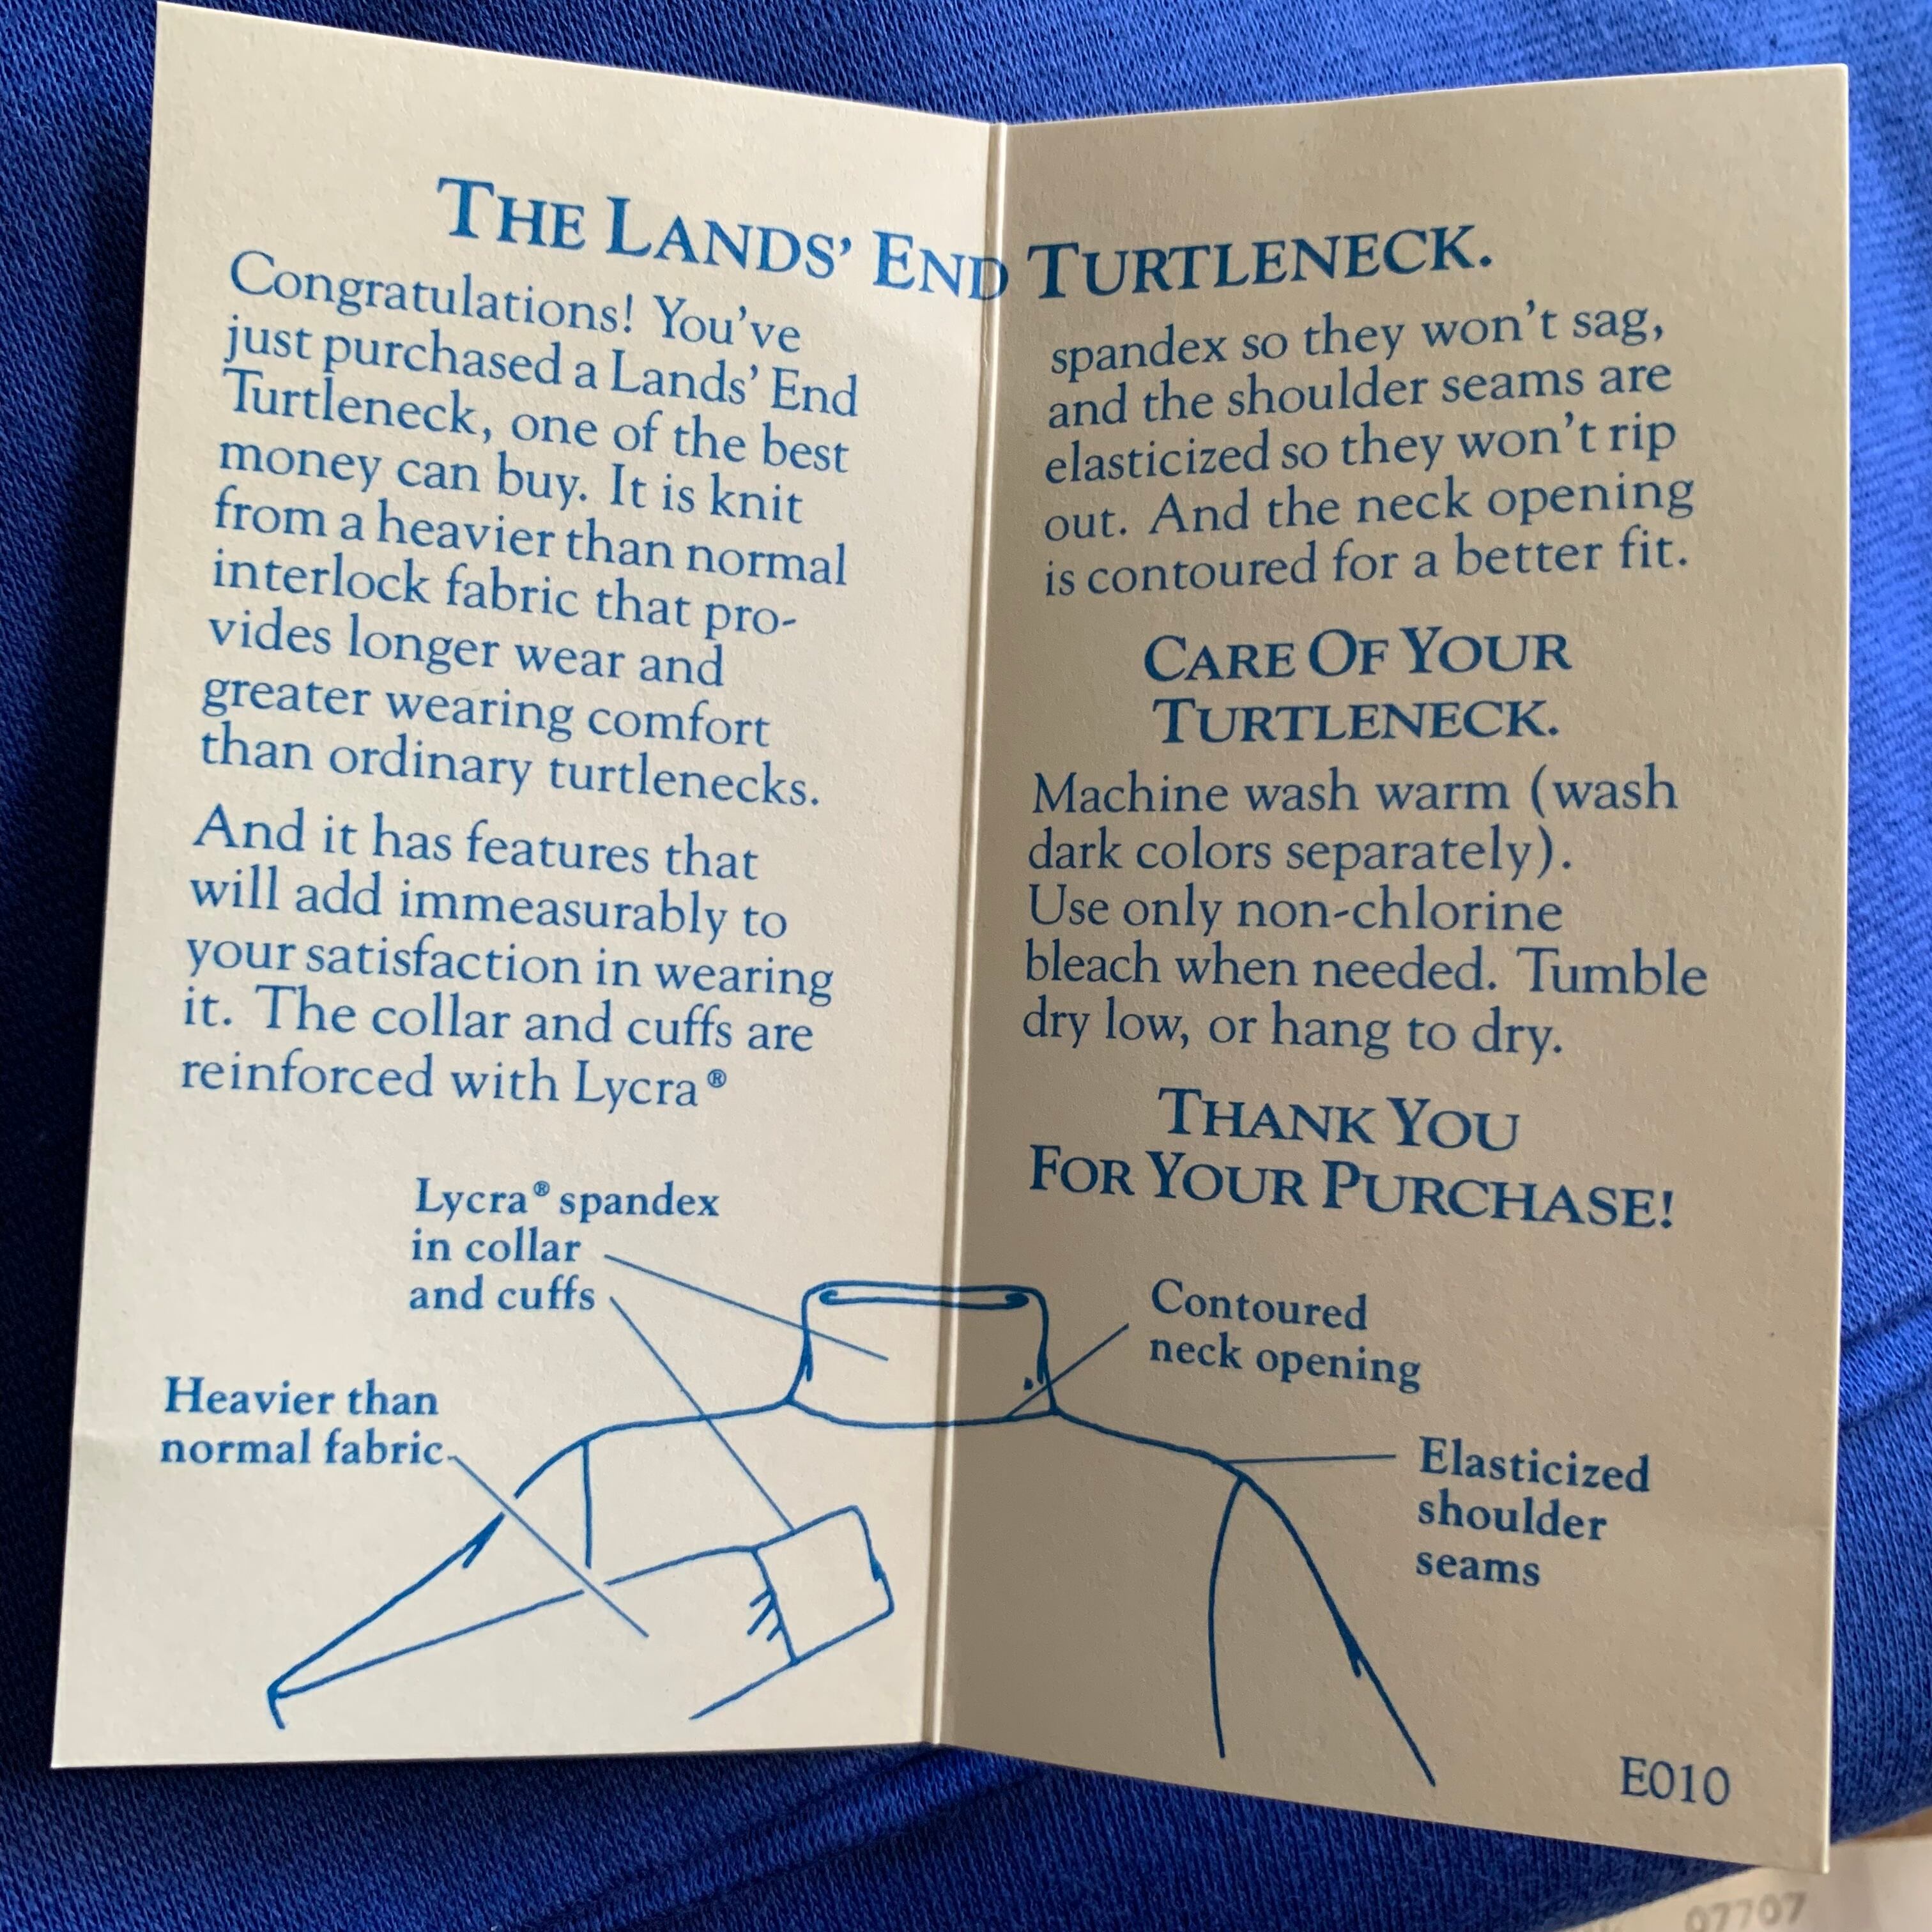 THE LANDS' END TURTLENECK.
Congratulations! You've
just purchased a Lands' End
Turtleneck, one of the best
money can buy. It is knit
from a heavier than normal
interlock fabric that pro-
vides longer wear and
greater wearing comfort
than ordinary turtlenecks.
And it has features that
will add immeasurably to
your satisfaction in wearing
it. The collar and cuffs are
reinforced with Lycra®
spandex so they won't sag,
and the shoulder seams are
elasticized so they won't rip
out. And the neck opening
is contoured for a better fit.
CARE OF YOUR
TURTLENECK.
Machine wash warm (wash
dark colors separately).
Use only non-chlorine
bleach when needed. Tumble
dry low, or hang to dry.
THANK YOU
FOR YOUR PURCHASE!
Lycra® spandex
in collar
and cuffs
Heavier than
normal fabric
Contoured
neck opening
Elasticized
shoulder
seams
E010
07707